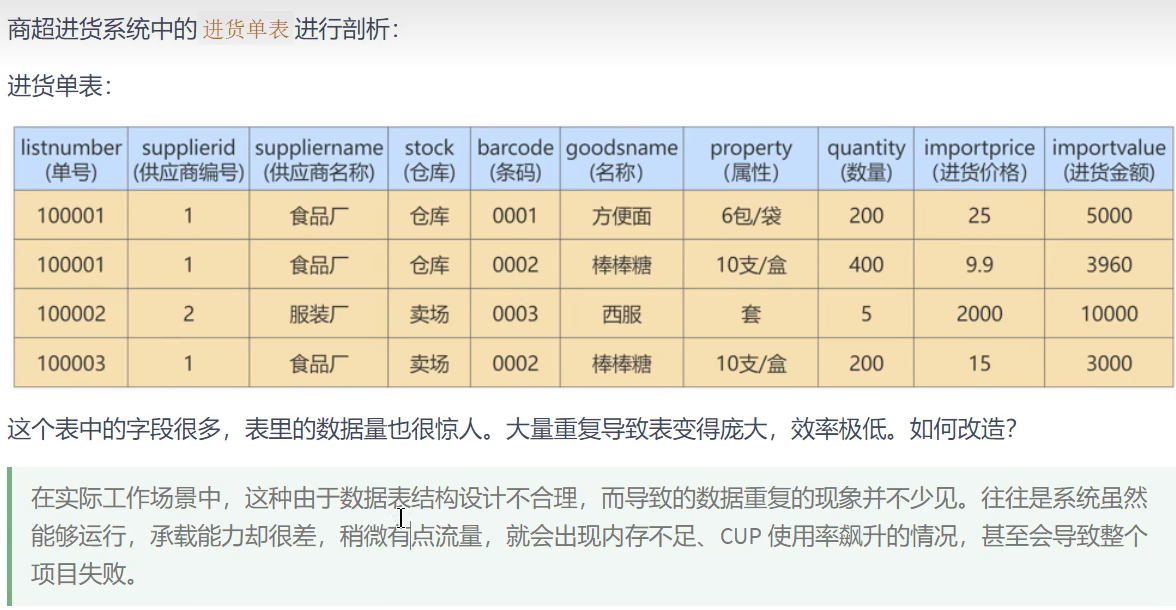 商超进货系统中的 进货单表 进行剖析：
进货单表：
listnumber supplierid suppliername stock barcode goodsname property quantity importprice importvalue
(单号) (供应商编号) (供应商名称) (仓库) (条码) (名称) (属性) (数量) (进货价格) (进货金额)
100001 1 食品厂 仓库 0001 方便面 6包/袋 200 25 5000
100001 1 食品厂 仓库 0002 棒棒糖 10支/盒 400 9.9 3960
100002 2 服装厂 卖场 0003 西服 套 5 2000 10000
100003 1 食品厂 卖场 0002 棒棒糖 10支/盒 200 15 3000
这个表中的字段很多，表里的数据量也很惊人。大量重复导致表变得庞大，效率极低。如何改造？
在实际工作场景中，这种由于数据表结构设计不合理，而导致的数据重复的现象并不少见。往往是系统虽然
能够运行，承载能力却很差，稍微有点流量，就会出现内存不足、CUP 使用率飙升的情况，甚至会导致整个
项目失败。